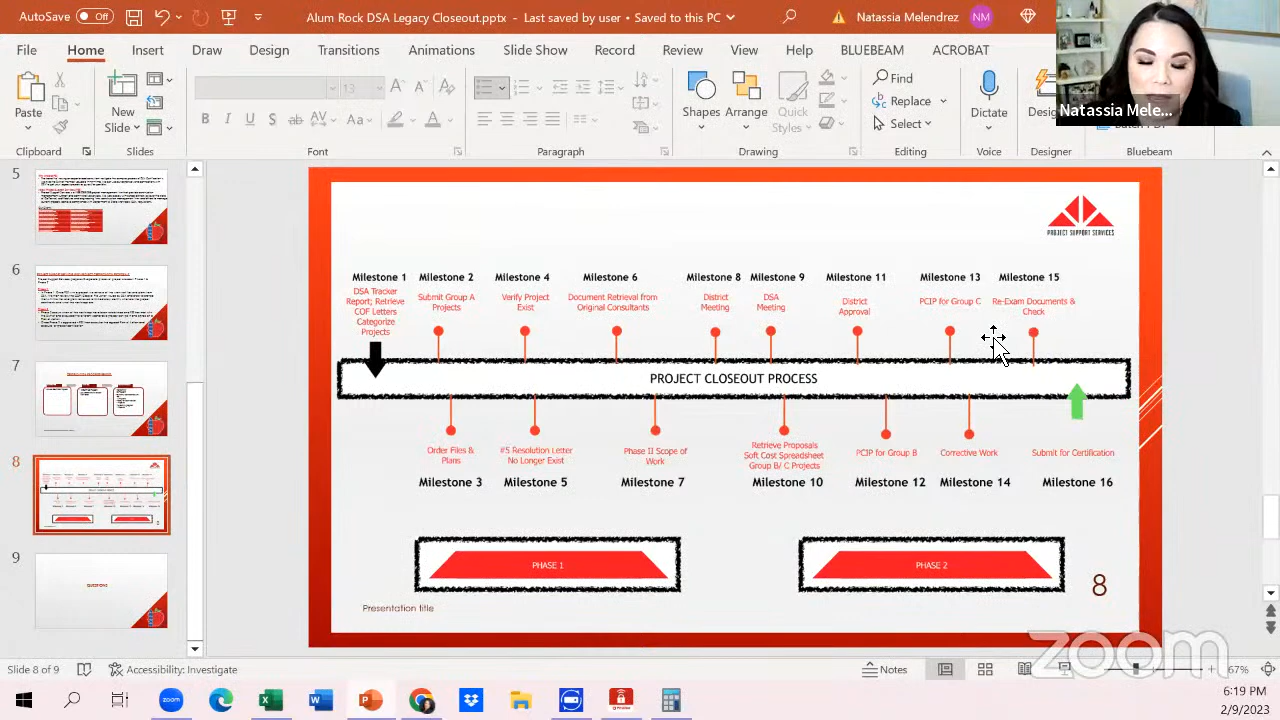 AutoSave Off
Alum Rock DSA Legacy Closeout.pptx - Last saved by user • Saved to this PC
Natassia Melendrez NM
File Home Insert Draw Design Transitions Animations Slide Show Record Review View Help BLUEBEAM ACROBAT
Paste
New
Slide
Shapes
Arrange
Quick
Styles
Find
Replace
Select
Dictate
Clipboard
Slides
Font
Paragraph
Drawing
Editing
Voice
Designer
Bluebeam
Natassia Mele...
5
6
7
8
9
PROJECT SUPPORT SERVICES
Milestone 1
DSA Tracker
Report; Retrieve
COF Letters
Categorize
Projects
Milestone 2
Submit Group A
Projects
Milestone 4
Verify Project
Exist
Milestone 6
Document Retrieval from
Original Consultants
Milestone 8
District
Meeting
Milestone 9
DSA
Meeting
Milestone 11
District
Approval
Milestone 13
PCIP for Group C
Milestone 15
Re-Exam Documents &
Check
PROJECT CLOSEOUT PROCESS
Order Files &
Plans
Milestone 3
#5 Resolution Letter
No Longer Exist
Milestone 5
Phase II Scope of
Work
Milestone 7
Retrieve Proposals
Soft Cost Spreadsheet
Group B/ C Projects
Milestone 10
PCIP for Group B
Milestone 12
Corrective Work
Milestone 14
Submit for Certification
Milestone 16
PHASE 1
PHASE 2
Presentation title
8
zoom
Slide 8 of 9
Accessibility: Investigate
Notes
67%
zoom
6:19 PM
2/9/2023